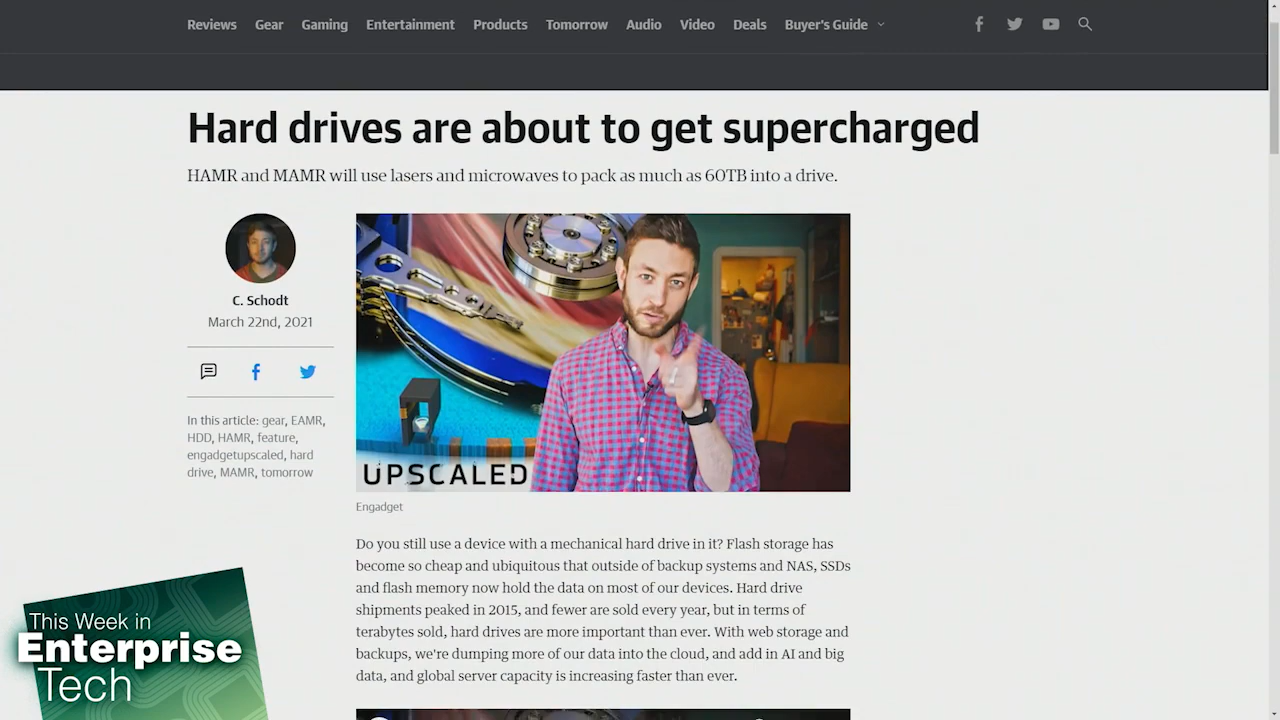 Reviews Gear Gaming Entertainment Products Tomorrow Audio Video Deals Buyer's Guide
Hard drives are about to get supercharged
HAMR and MAMR will use lasers and microwaves to pack as much as 60TB into a drive.
C. Schodt
March 22nd, 2021
In this article: gear, EAMR,
HDD, HAMR, feature,
engadgetupscaled, hard
drive, MAMR, tomorrow
UPSCALED
Engadget
Do you still use a device with a mechanical hard drive in it? Flash storage has
become so cheap and ubiquitous that outside of backup systems and NAS, SSDs
and flash memory now hold the data on most of our devices. Hard drive
shipments peaked in 2015, and fewer are sold every year, but in terms of
terabytes sold, hard drives are more important than ever. With web storage and
backups, we're dumping more of our data into the cloud, and add in AI and big
data, and global server capacity is increasing faster than ever.
This Week in
Enterprise
Tech